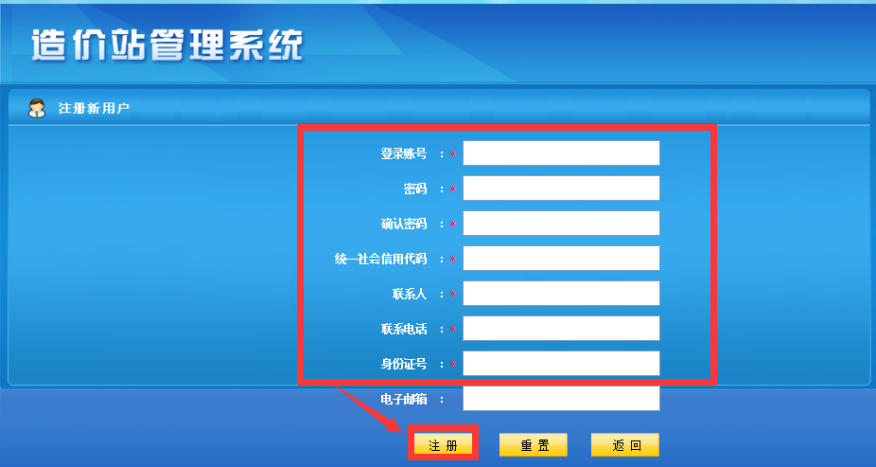 造价站管理系统
注册新用户
登录账号 : *
密码 : *
确认密码 : *
统一社会信用代码 : *
联系人 : *
联系电话 : *
身份证号 : *
电子邮箱 :
注 册 重 置 返 回